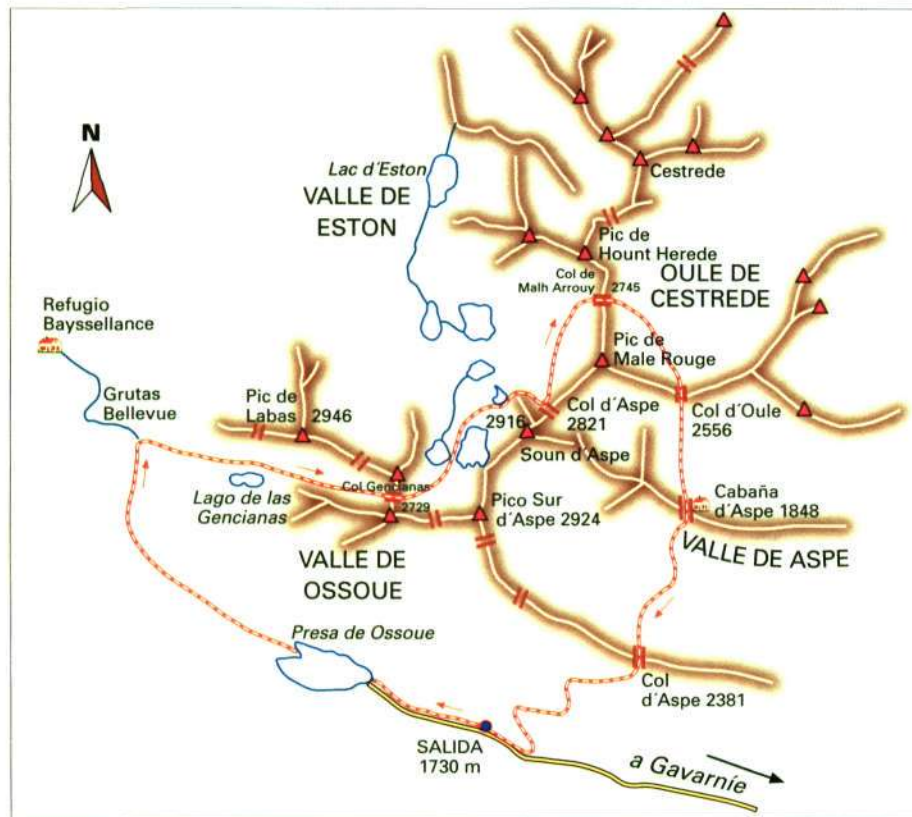 N
Lac d´Eston
VALLE DE
ESTON
Cestrede
Pic de
Hount Herede
Col de
Malh Arrouy
2745
OULE DE
CESTREDE
Refugio
Bayssellance
Grutas
Bellevue
Pic de
Labas
2946
Pic de
Male Rouge
2916
Col d´Aspe
2821
Col d´Oule
2556
Soun d´Aspe
Lago de las
Gencianas
Col Gencianas
2729
Pico Sur
d´Aspe 2924
Cabaña
d´Aspe 1848
VALLE DE
OSSOUE
VALLE DE ASPE
Presa de Ossoue
Col
d´Aspe 2381
SALIDA
1730 m
a Gavarníe